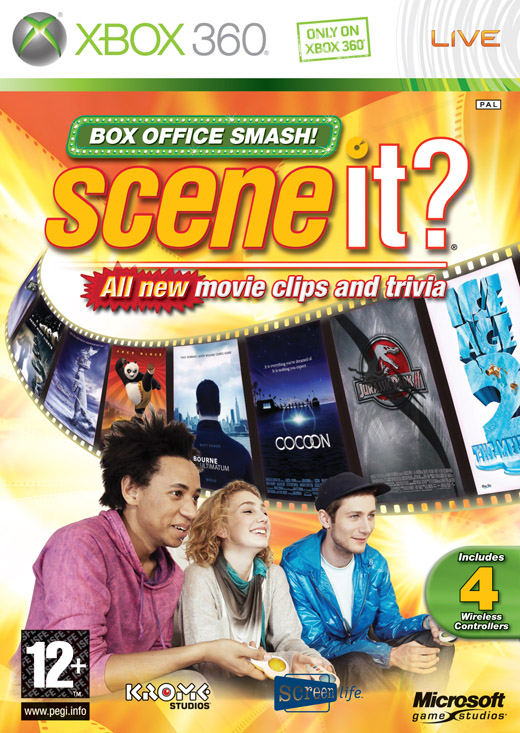 XBOX 360
ONLY ON
XBOX 360
LIVE
PAL
BOX OFFICE SMASH!
scene it?
All new movie clips and trivia
KUNG FU PANDA
THE
BOURNE
ULTIMATUM
COCOON
JURASSIC PARK III
ICE
AGE
2
THE MELTDOWN
Includes
4
Wireless
Controllers
12+
www.pegi.info
KROME
STUDIOS
screenlife
Microsoft
game studios